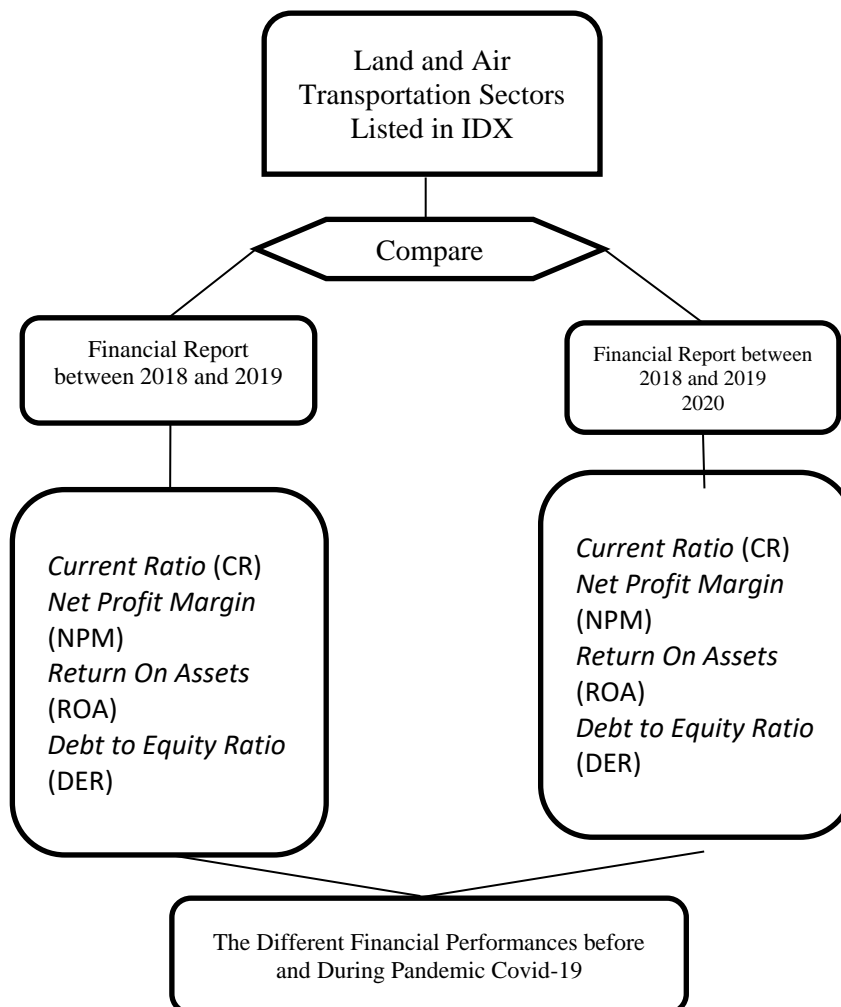 Land and Air
Transportation Sectors
Listed in IDX
Compare
Financial Report
between 2018 and 2019
Financial Report between
2018 and 2019
2020
Current Ratio (CR)
Net Profit Margin
(NPM)
Return On Assets
(ROA)
Debt to Equity Ratio
(DER)
Current Ratio (CR)
Net Profit Margin
(NPM)
Return On Assets
(ROA)
Debt to Equity Ratio
(DER)
The Different Financial Performances before
and During Pandemic Covid-19